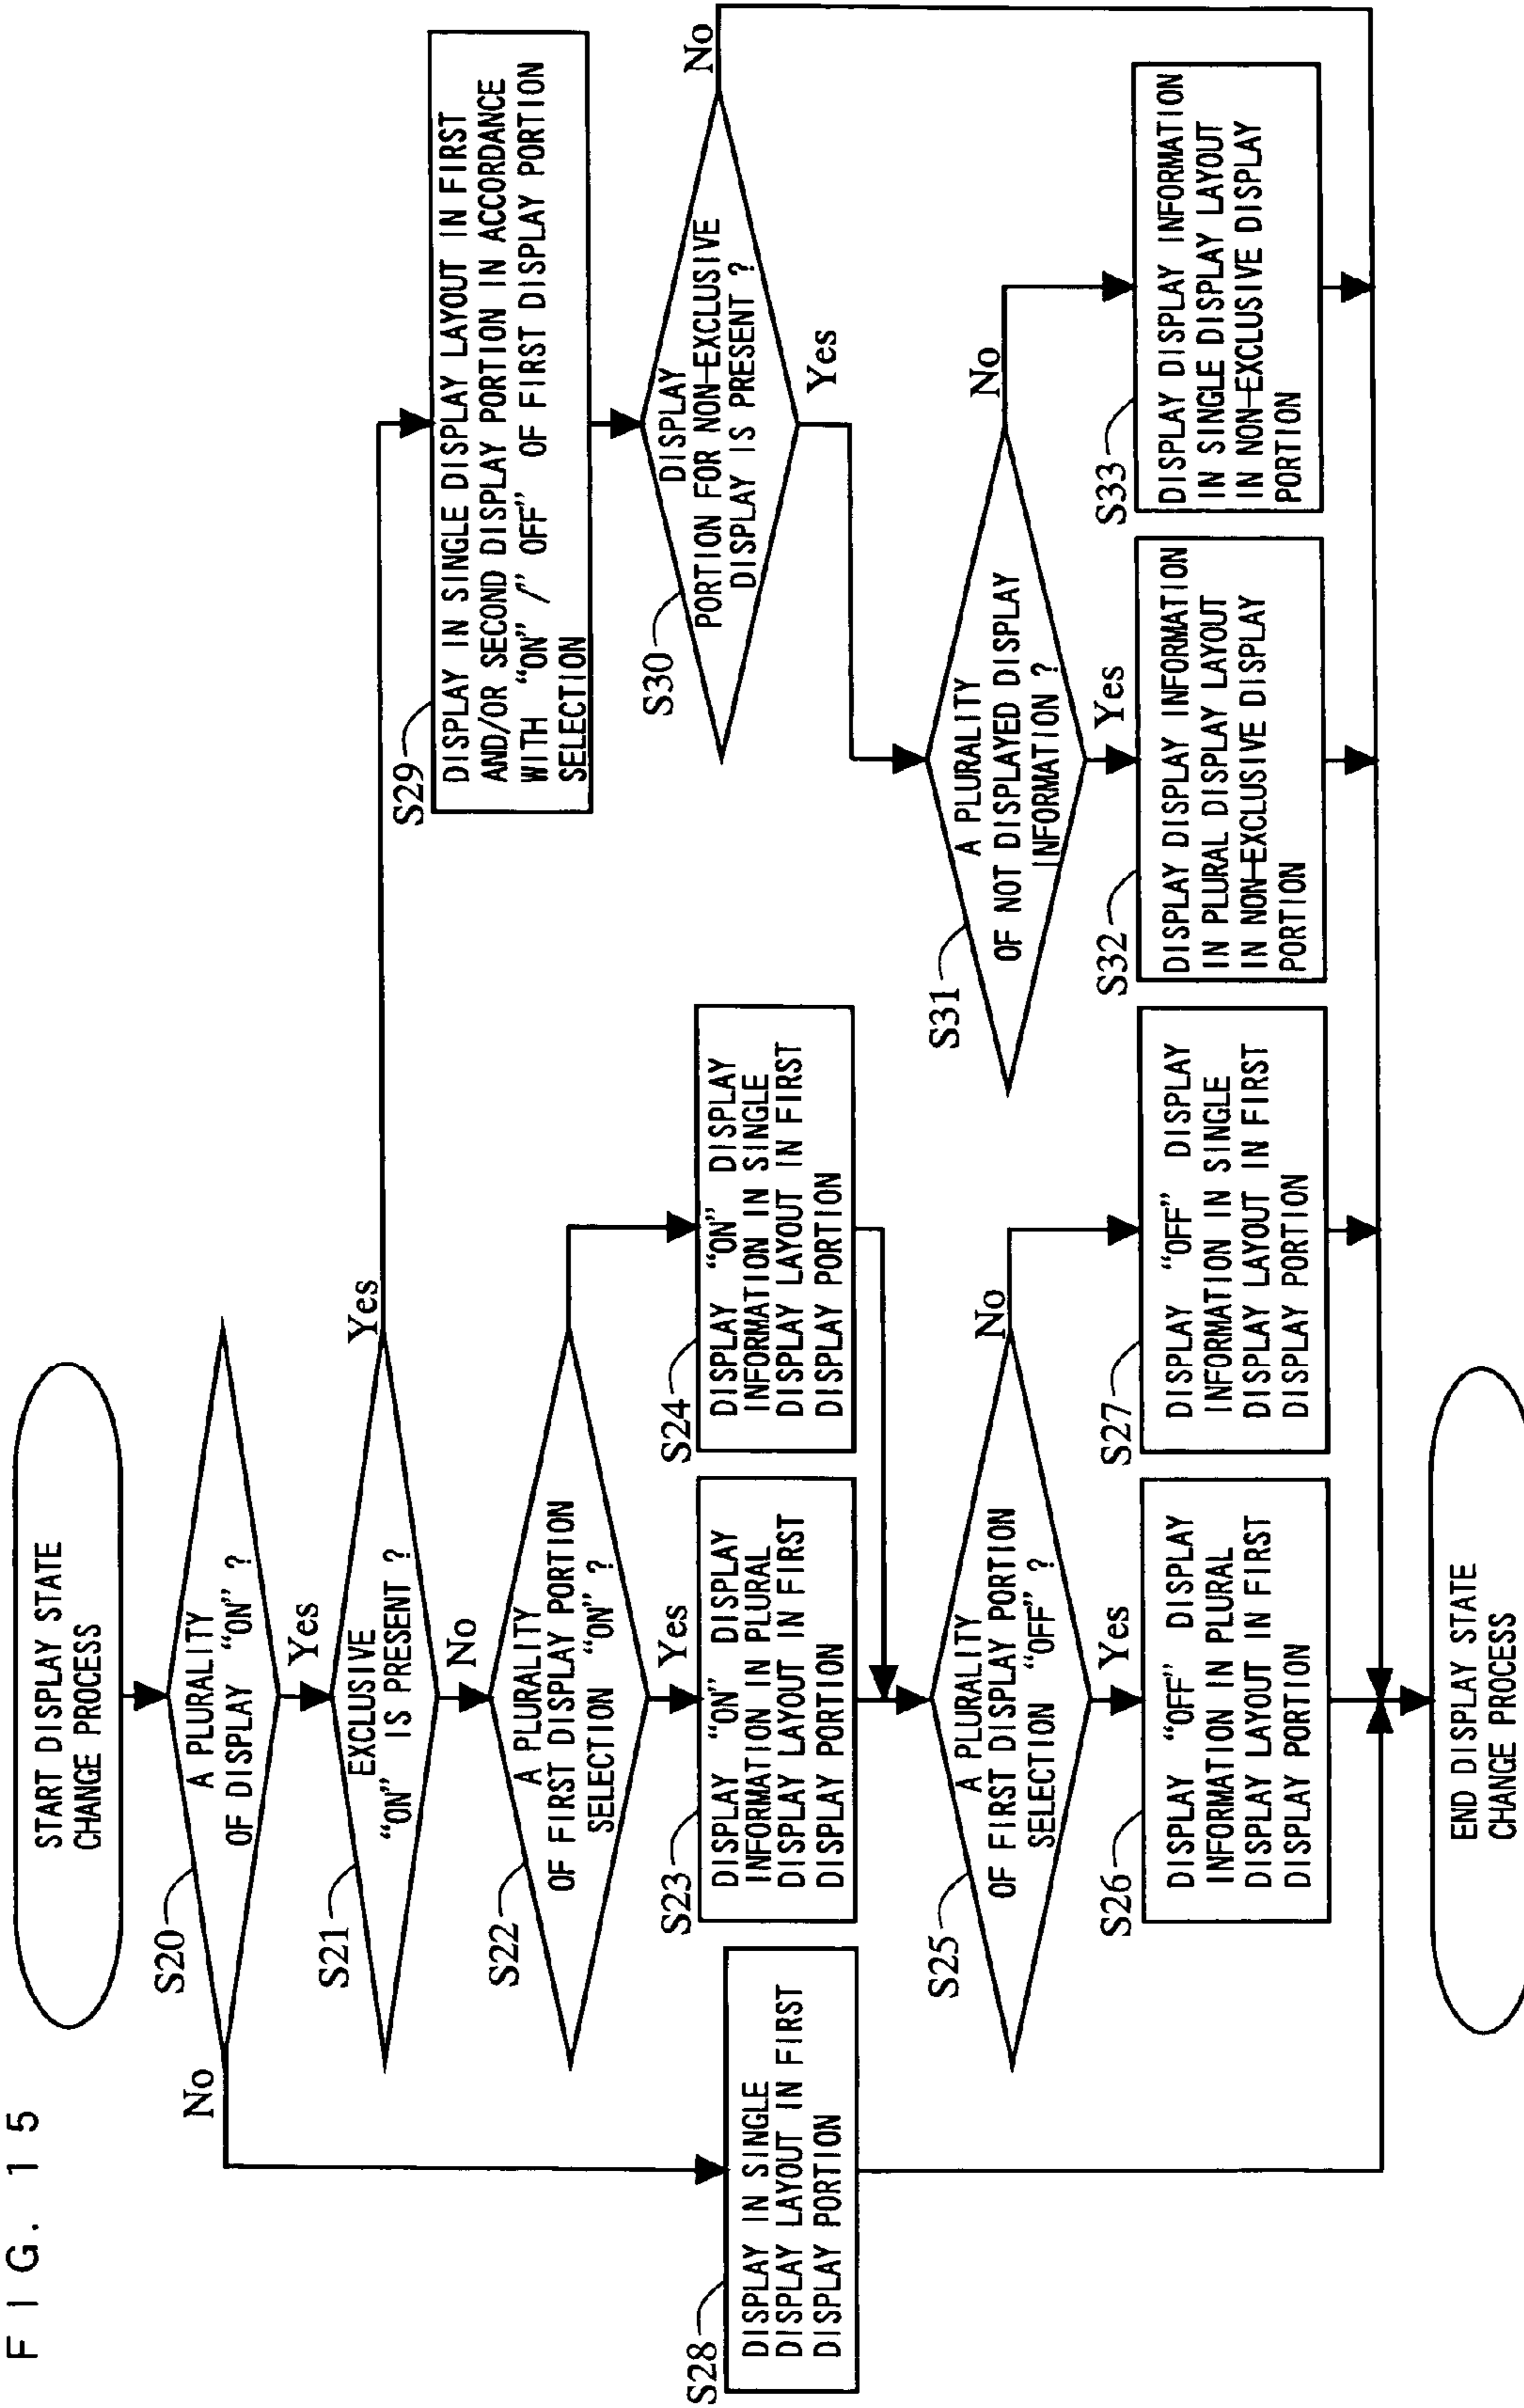 FIG. 15
START DISPLAY STATE
CHANGE PROCESS
S20
A PLURALITY
OF DISPLAY “ON” ?
No
Yes
S21
EXCLUSIVE
“ON” IS PRESENT ?
Yes
No
S22
A PLURALITY
OF FIRST DISPLAY PORTION
SELECTION “ON” ?
Yes
S28
DISPLAY IN SINGLE
DISPLAY LAYOUT IN FIRST
DISPLAY PORTION
S23
DISPLAY “ON” DISPLAY
INFORMATION IN PLURAL
DISPLAY LAYOUT IN FIRST
DISPLAY PORTION
S24
DISPLAY “ON” DISPLAY
INFORMATION IN SINGLE
DISPLAY LAYOUT IN FIRST
DISPLAY PORTION
S25
A PLURALITY
OF FIRST DISPLAY PORTION
SELECTION “OFF” ?
No
Yes
S26
DISPLAY “OFF” DISPLAY
INFORMATION IN PLURAL
DISPLAY LAYOUT IN FIRST
DISPLAY PORTION
S27
DISPLAY “OFF” DISPLAY
INFORMATION IN SINGLE
DISPLAY LAYOUT IN FIRST
DISPLAY PORTION
S29
DISPLAY IN SINGLE DISPLAY LAYOUT IN FIRST
AND/OR SECOND DISPLAY PORTION IN ACCORDANCE
WITH “ON” /” OFF” OF FIRST DISPLAY PORTION
SELECTION
S30
DISPLAY
PORTION FOR NON-EXCLUSIVE
DISPLAY IS PRESENT ?
No
Yes
S31
A PLURALITY
OF NOT DISPLAYED DISPLAY
INFORMATION ?
No
Yes
S32
DISPLAY DISPLAY INFORMATION
IN PLURAL DISPLAY LAYOUT
IN NON-EXCLUSIVE DISPLAY
PORTION
S33
DISPLAY DISPLAY INFORMATION
IN SINGLE DISPLAY LAYOUT
IN NON-EXCLUSIVE DISPLAY
PORTION
END DISPLAY STATE
CHANGE PROCESS